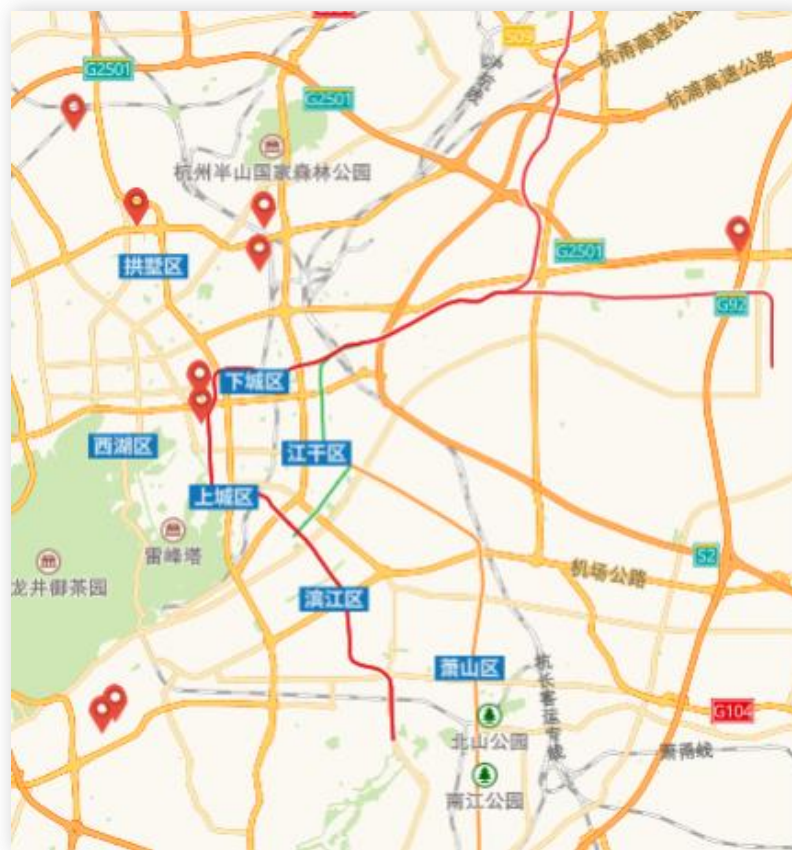 S09
G2501
杭甬高速公路
沪杭线
杭浦高速公路
G2501
杭州半山国家森林公园
G2501
拱墅区
G92
下城区
西湖区
江干区
上城区
雷峰塔
S2
机场公路
龙井御茶园
滨江区
萧山区
杭长客运专线
G104
北山公园
萧甬线
南江公园